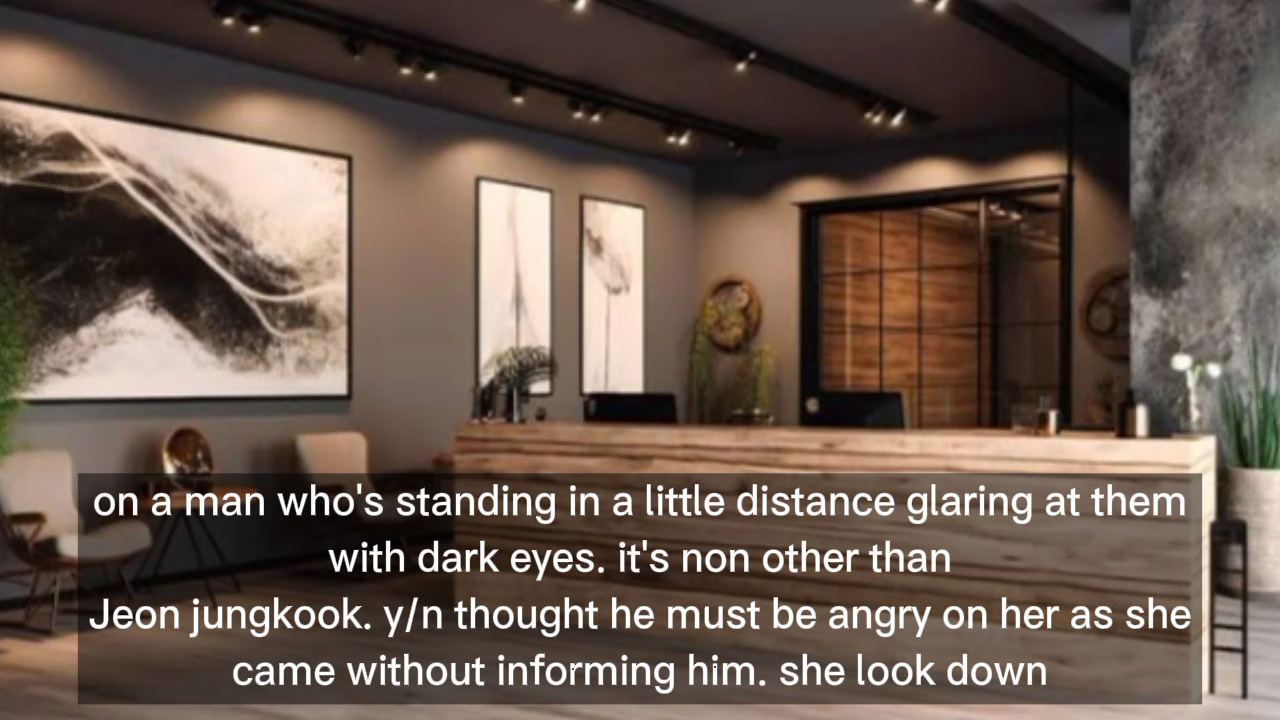 on a man who's standing in a little distance glaring at them
with dark eyes. it's non other than
Jeon jungkook. y/n thought he must be angry on her as she
came without informing him. she look down